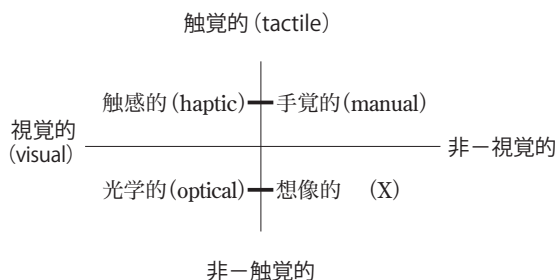 触覚的(tactile)
触感的(haptic) 手覚的(manual)
視覚的
(visual)
非－視覚的
光学的(optical) 想像的 (X)
非－触覚的